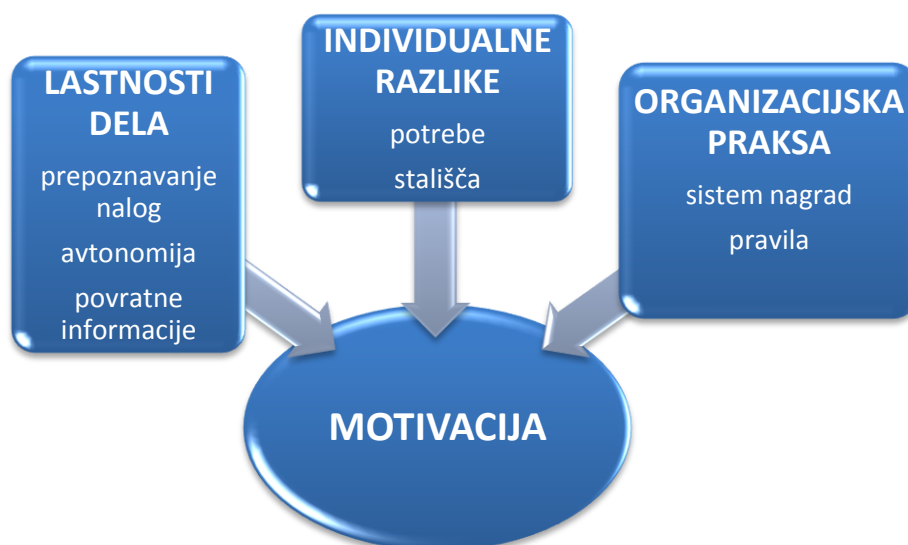 LASTNOSTI
DELA
prepoznavanje
nalog
avtonomija
povratne
informacije
INDIVIDUALNE
RAZLIKE
potrebe
stališča
ORGANIZACIJSKA
PRAKSA
sistem nagrad
pravila
MOTIVACIJA